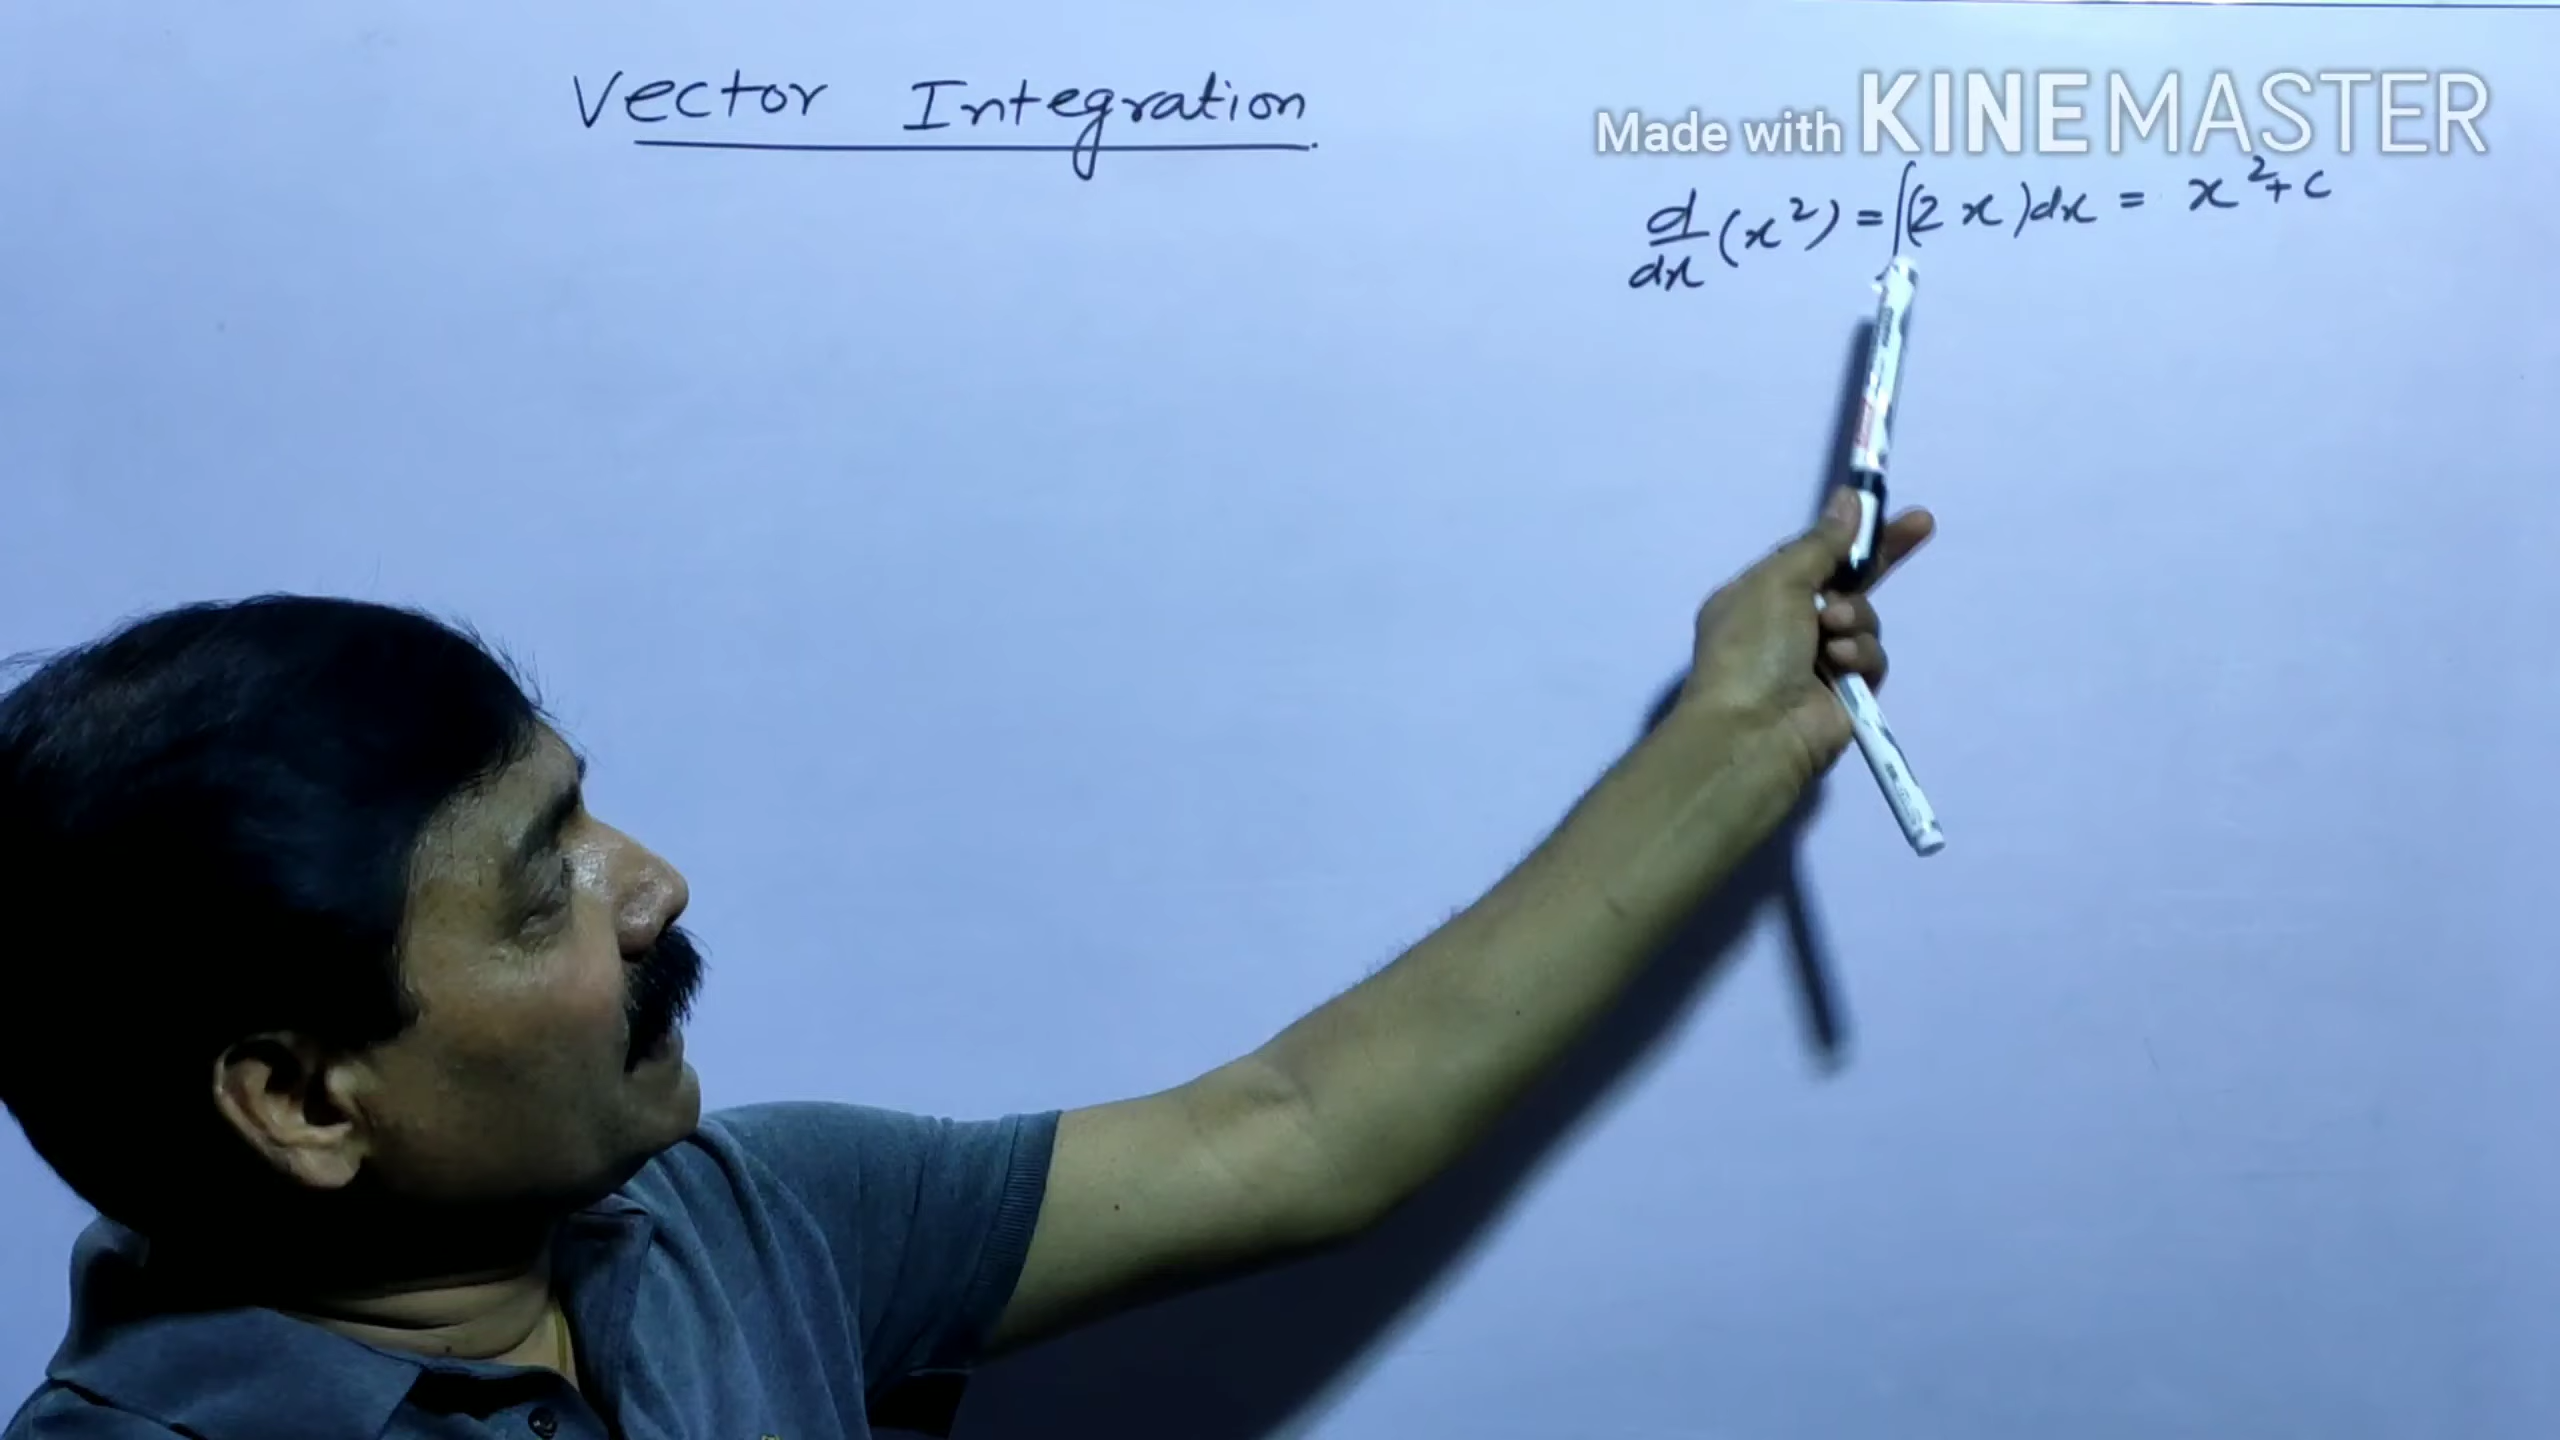 Vector Integration
Made with KINEMASTER
d/dx (x²) = ∫(2x)dx = x² + c